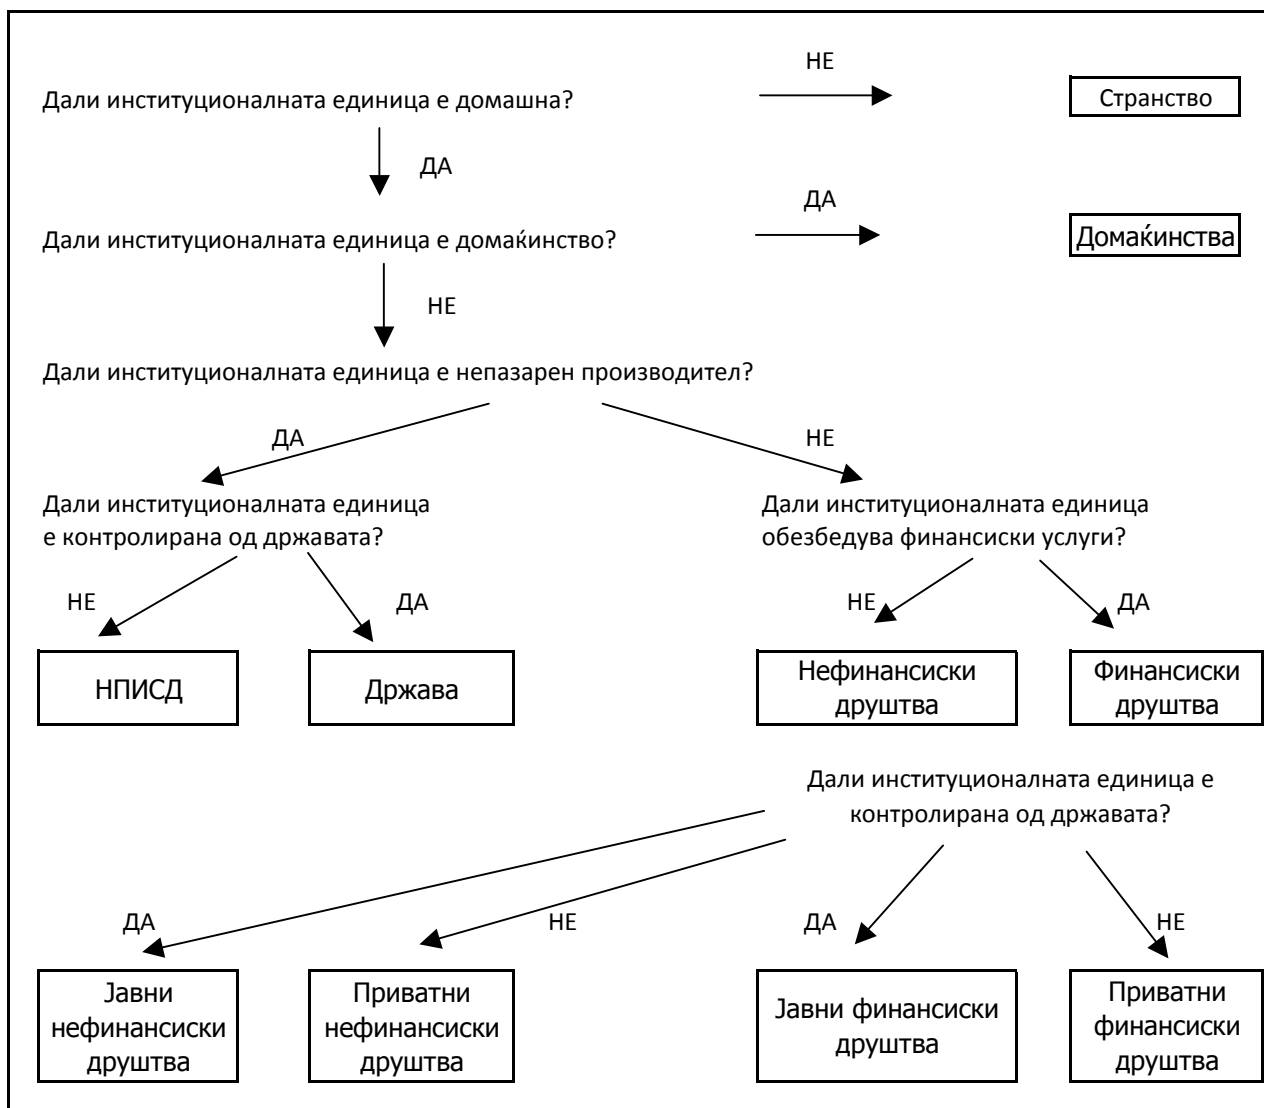 НЕ
Дали институционалната единица е домашна?
Странство
ДА
ДА
Дали институционалната единица е домаќинство?
Домаќинства
НЕ
Дали институционалната единица е непазарен производител?
ДА
НЕ
Дали институционалната единица
е контролирана од државата?
Дали институционалната единица
обезбедува финансиски услуги?
НЕ
ДА
НЕ
ДА
НПИСД
Држава
Нефинансиски
друштва
Финансиски
друштва
Дали институционалната единица е
контролирана од државата?
ДА
НЕ
ДА
НЕ
Јавни
нефинансиски
друштва
Приватни
нефинансиски
друштва
Јавни финансиски
друштва
Приватни
финансиски
друштва